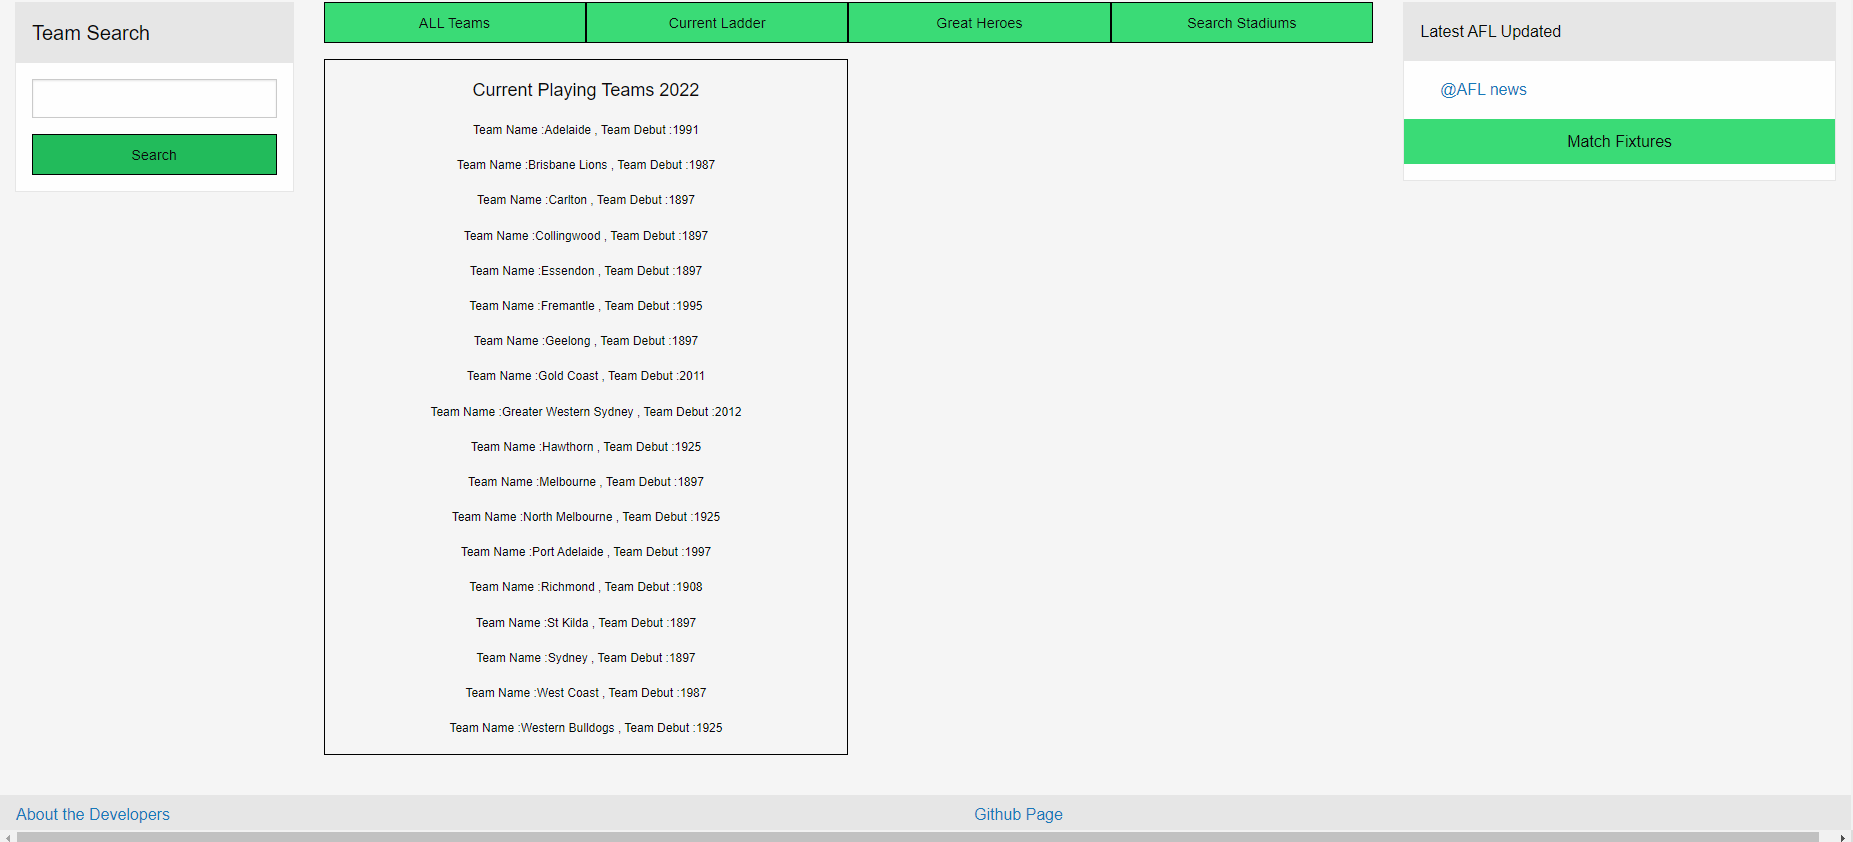 Team Search
Search
ALL Teams
Current Ladder
Great Heroes
Search Stadiums
Current Playing Teams 2022
Team Name :Adelaide , Team Debut :1991
Team Name :Brisbane Lions , Team Debut :1987
Team Name :Carlton , Team Debut :1897
Team Name :Collingwood , Team Debut :1897
Team Name :Essendon , Team Debut :1897
Team Name :Fremantle , Team Debut :1995
Team Name :Geelong , Team Debut :1897
Team Name :Gold Coast , Team Debut :2011
Team Name :Greater Western Sydney , Team Debut :2012
Team Name :Hawthorn , Team Debut :1925
Team Name :Melbourne , Team Debut :1897
Team Name :North Melbourne , Team Debut :1925
Team Name :Port Adelaide , Team Debut :1997
Team Name :Richmond , Team Debut :1908
Team Name :St Kilda , Team Debut :1897
Team Name :Sydney , Team Debut :1897
Team Name :West Coast , Team Debut :1987
Team Name :Western Bulldogs , Team Debut :1925
Latest AFL Updated
@AFL news
Match Fixtures
About the Developers
Github Page